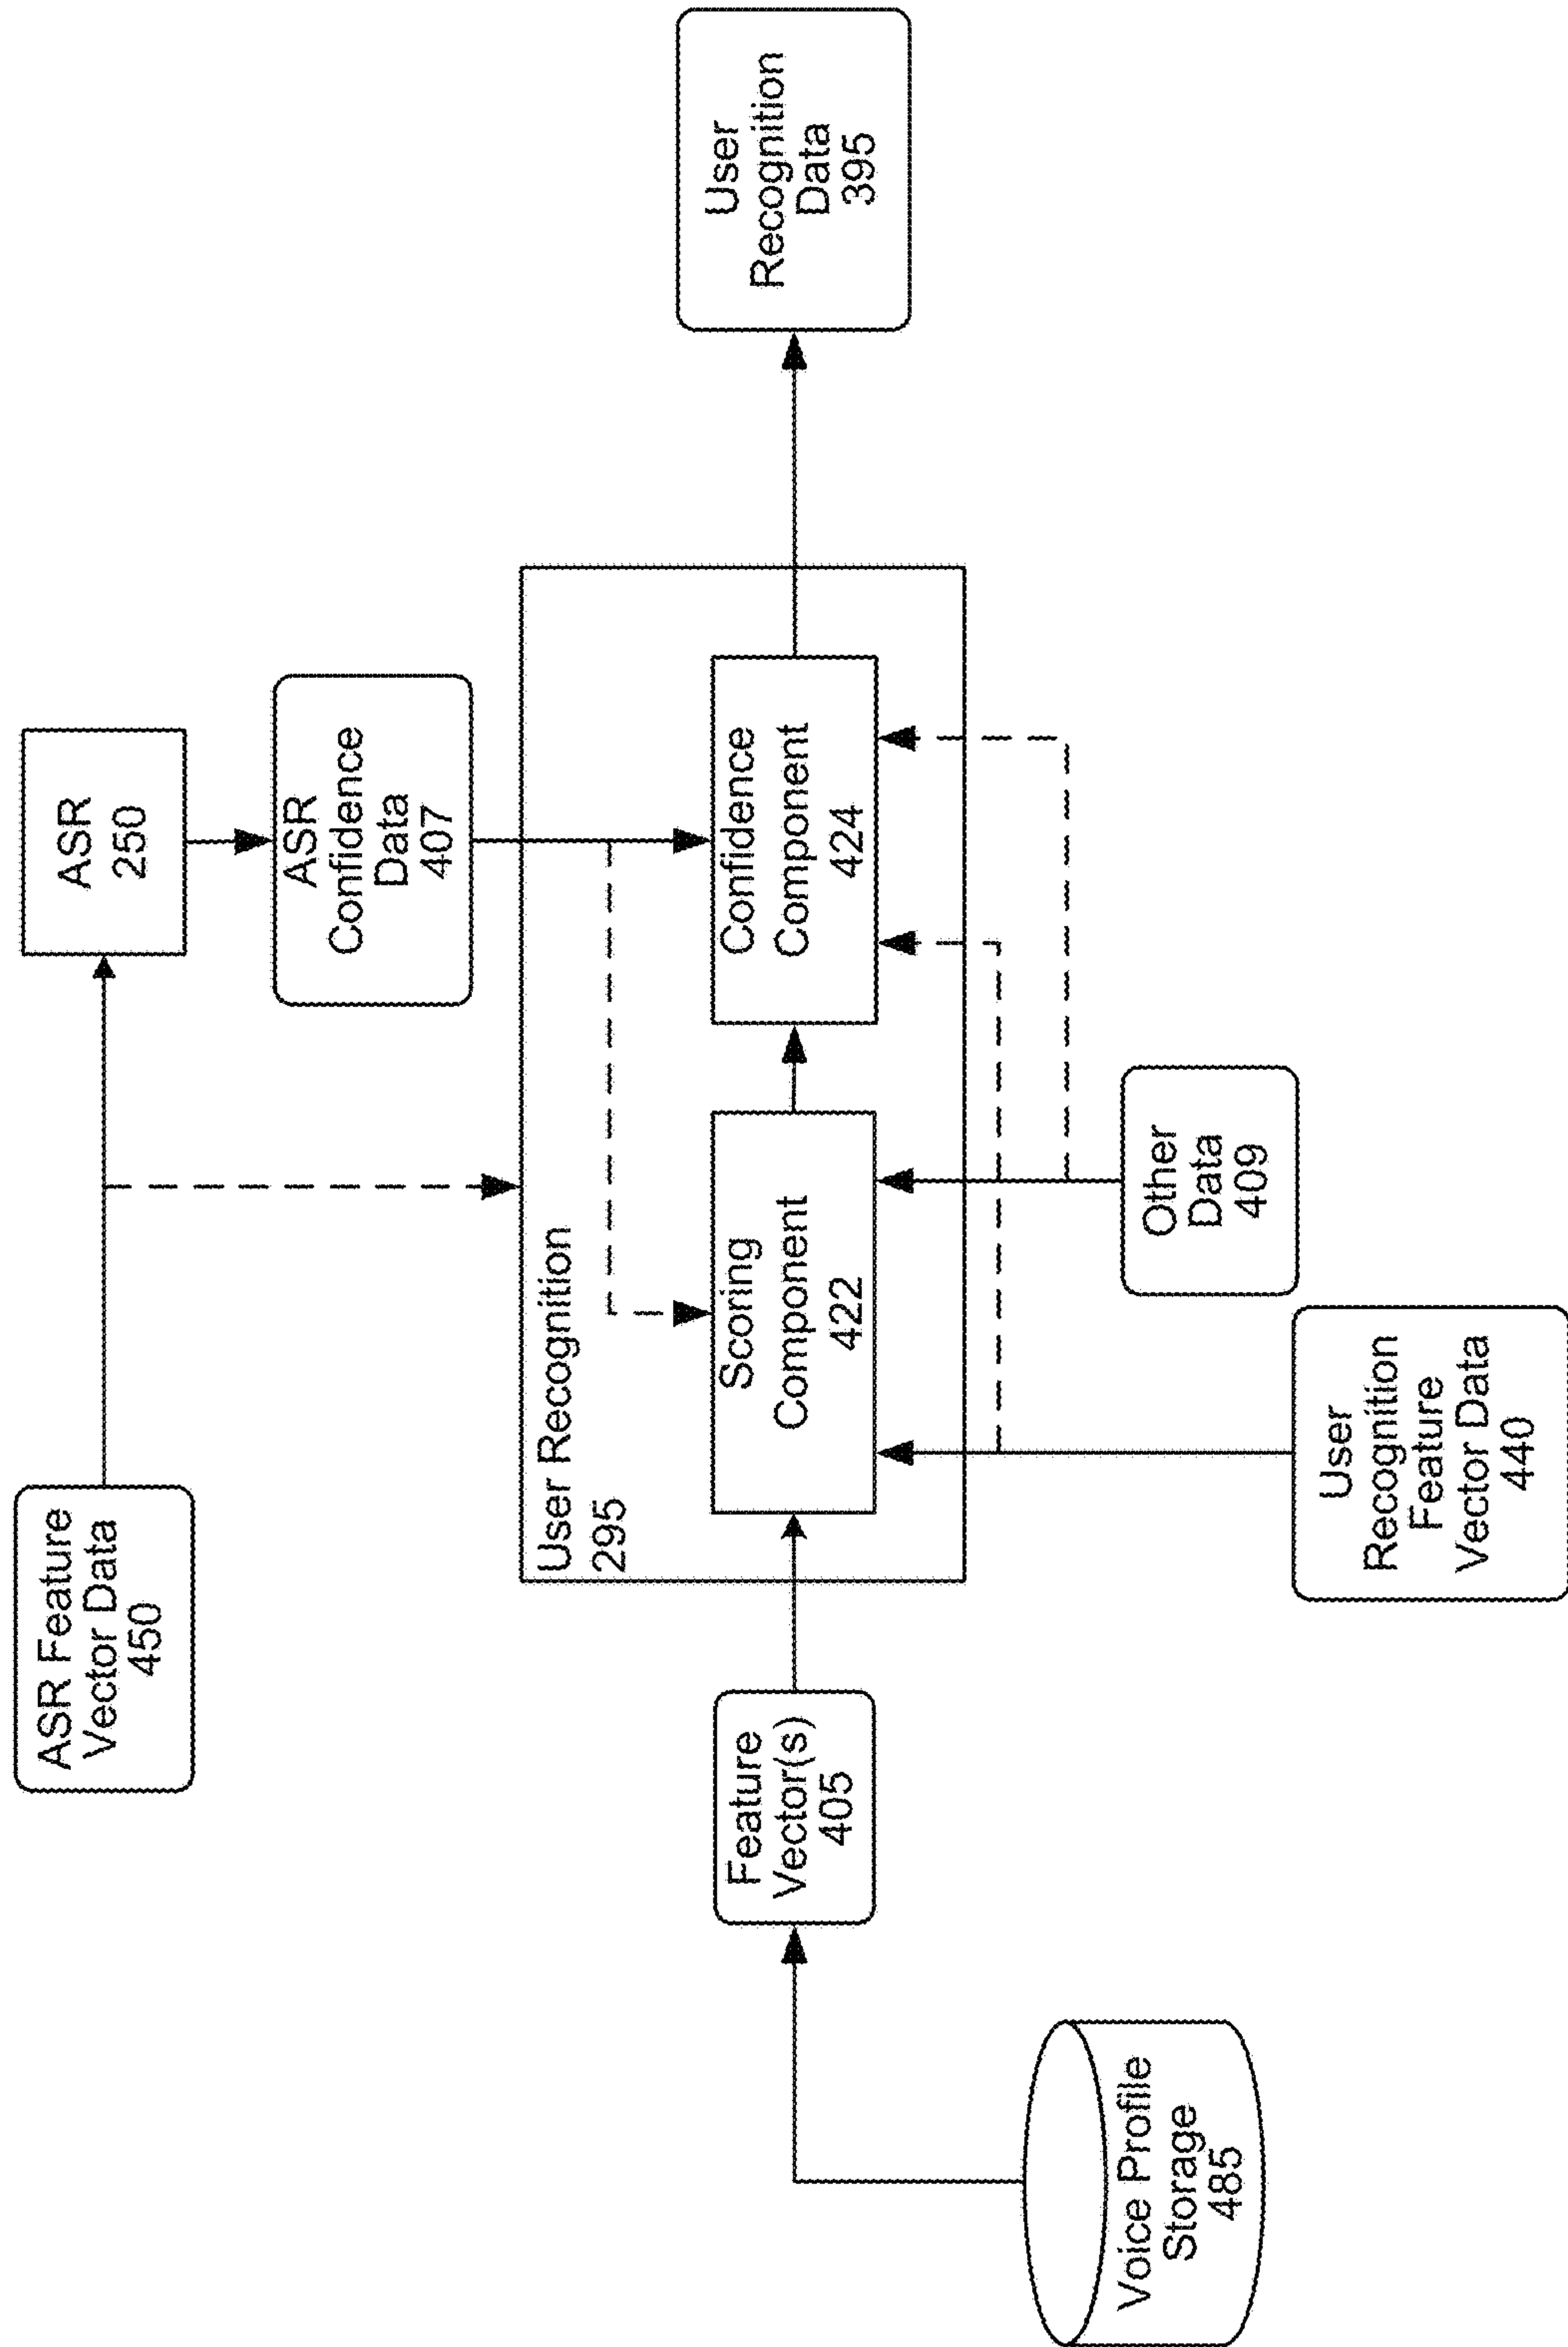 ASR Feature
Vector Data
450
ASR
250
ASR
Confidence
Data
407
User Recognition
295
Voice Profile
Storage
485
Feature
Vector(s)
405
Scoring
Component
422
Confidence
Component
424
User
Recognition
Data
395
User
Recognition
Feature
Vector Data
440
Other
Data
409